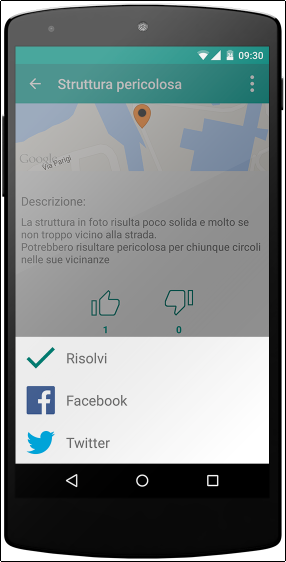 09:30
Struttura pericolosa
Google
Via Parigi
Descrizione:
La struttura in foto risulta poco solida e molto se
non troppo vicino alla strada.
Potrebbero risultare pericolosa per chiunque circoli
nelle sue vicinanze
1 0
Risolvi
Facebook
Twitter